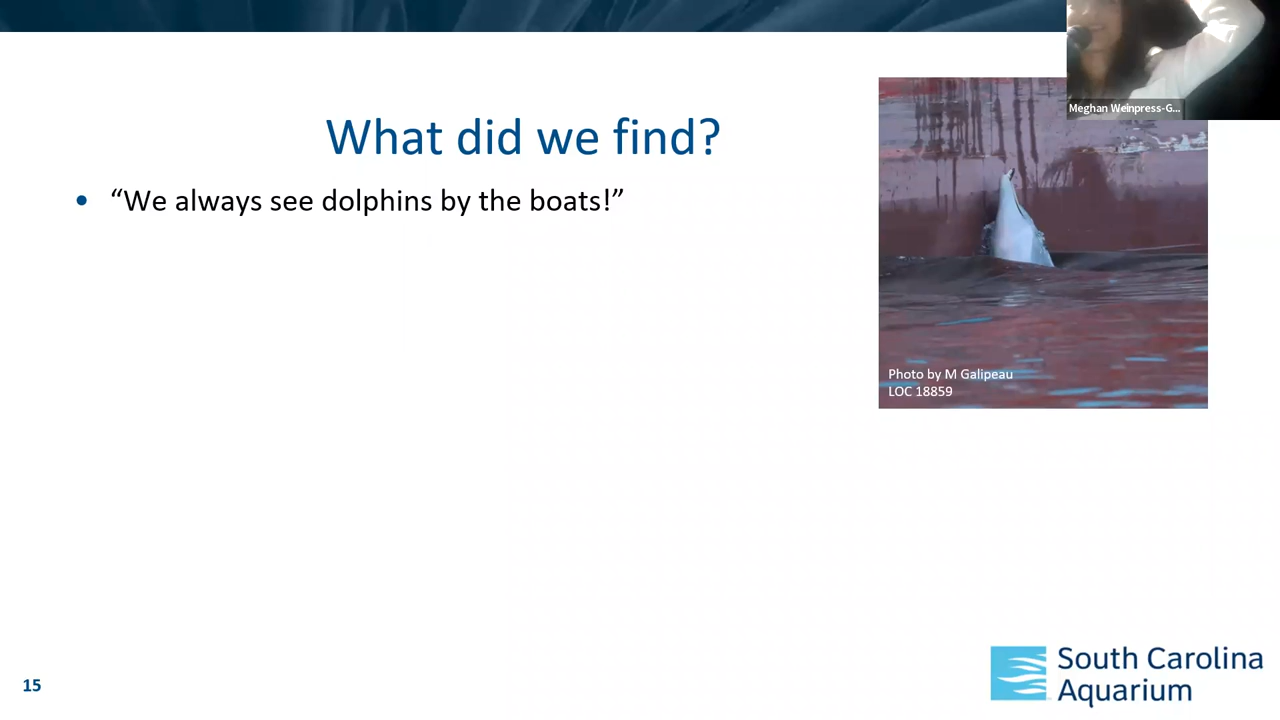 Meghan Weinpress-G...
What did we find?
• “We always see dolphins by the boats!”
Photo by M Galipeau
LOC 18859
South Carolina
Aquarium
15